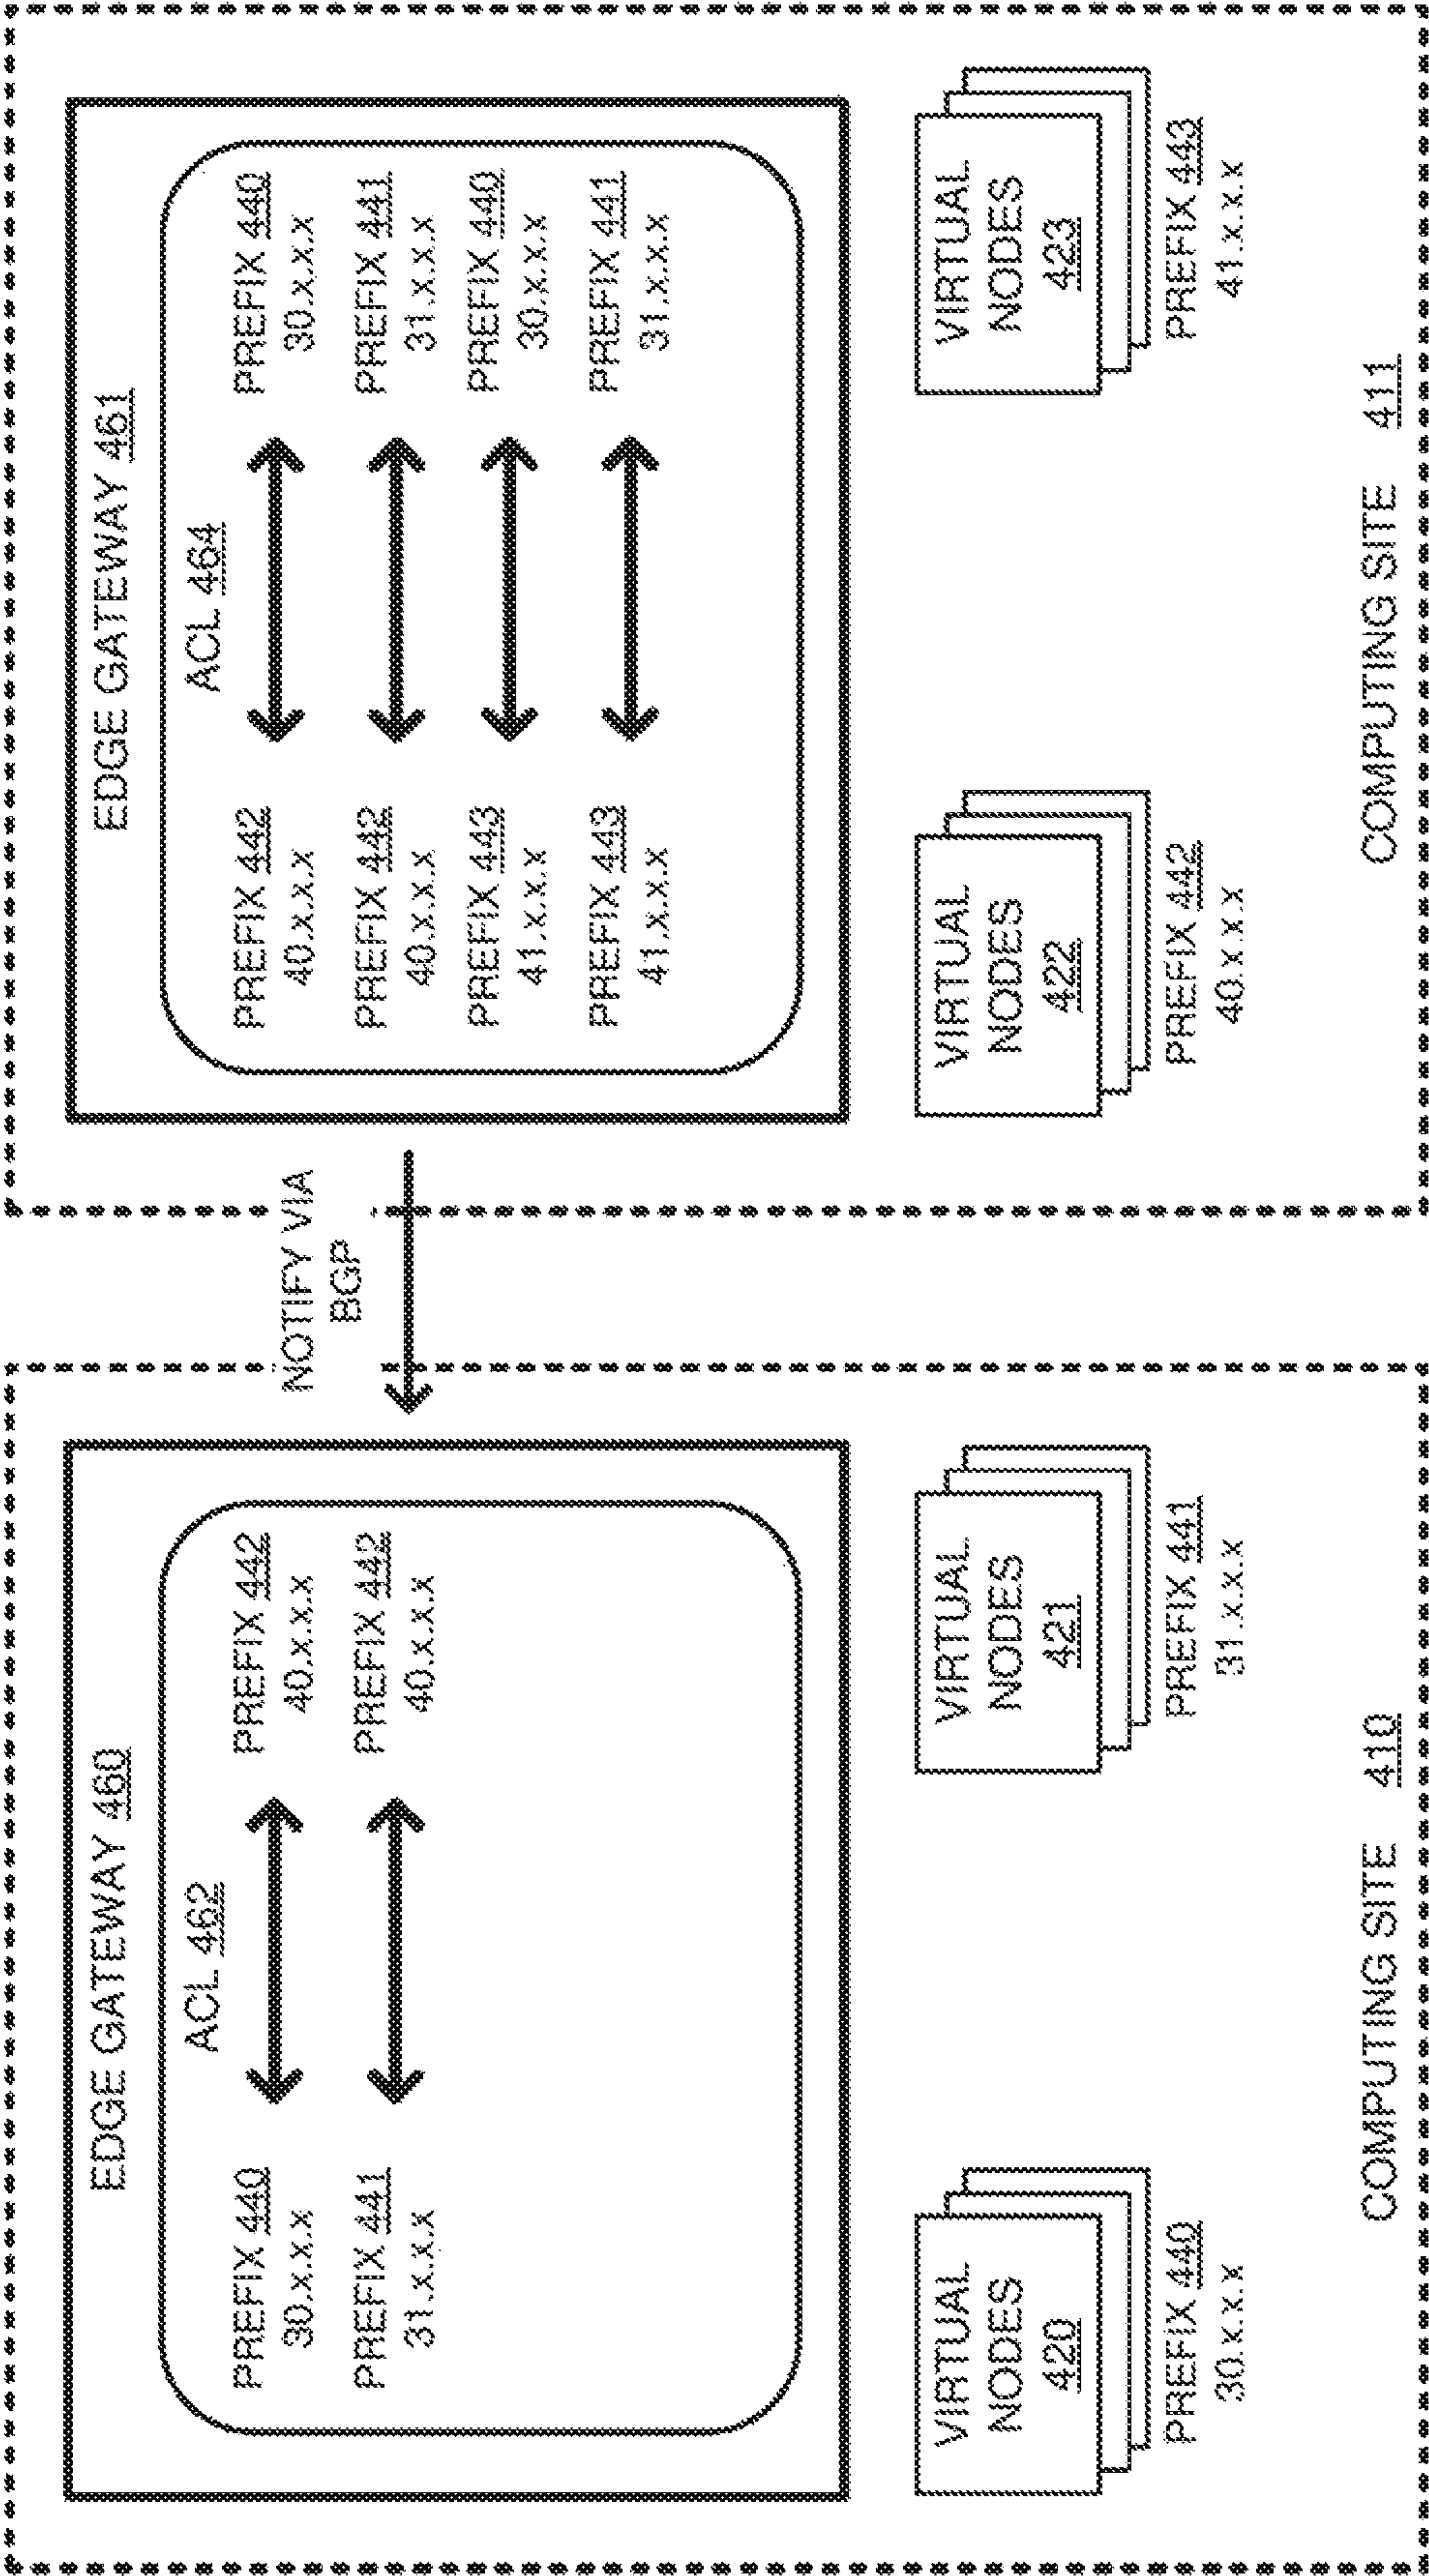 EDGE GATEWAY 460
ACL 462
PREFIX 440
30.x.x.x
PREFIX 442
40.x.x.x
PREFIX 441
31.x.x.x
PREFIX 442
40.x.x.x
VIRTUAL
NODES
420
PREFIX 440
30.x.x.x
VIRTUAL
NODES
421
PREFIX 441
31.x.x.x
COMPUTING SITE 410
NOTIFY VIA
BGP
EDGE GATEWAY 461
ACL 464
PREFIX 442
40.x.x.x
PREFIX 440
30.x.x.x
PREFIX 442
40.x.x.x
PREFIX 441
31.x.x.x
PREFIX 443
41.x.x.x
PREFIX 440
30.x.x.x
PREFIX 443
41.x.x.x
PREFIX 441
31.x.x.x
VIRTUAL
NODES
422
PREFIX 442
40.x.x.x
VIRTUAL
NODES
423
PREFIX 443
41.x.x.x
COMPUTING SITE 411